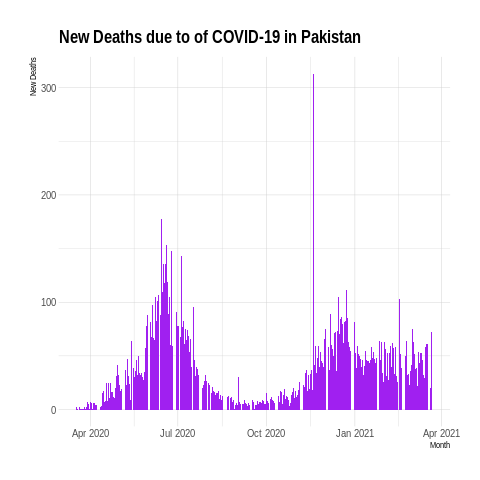 New Deaths due to of COVID-19 in Pakistan
New Deaths
300
200
100
0
Apr 2020
Jul 2020
Oct 2020
Jan 2021
Apr 2021
Month